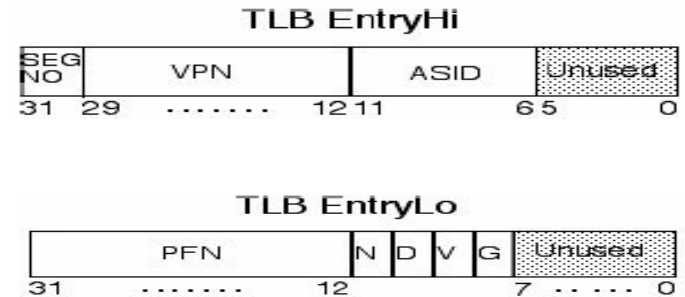 TLB EntryHi
SEG NO VPN ASID Unused
31 29 ....... 12 11 6 5 0
TLB EntryLo
PFN N D V G Unused
31 ....... 12 7 ..... 0